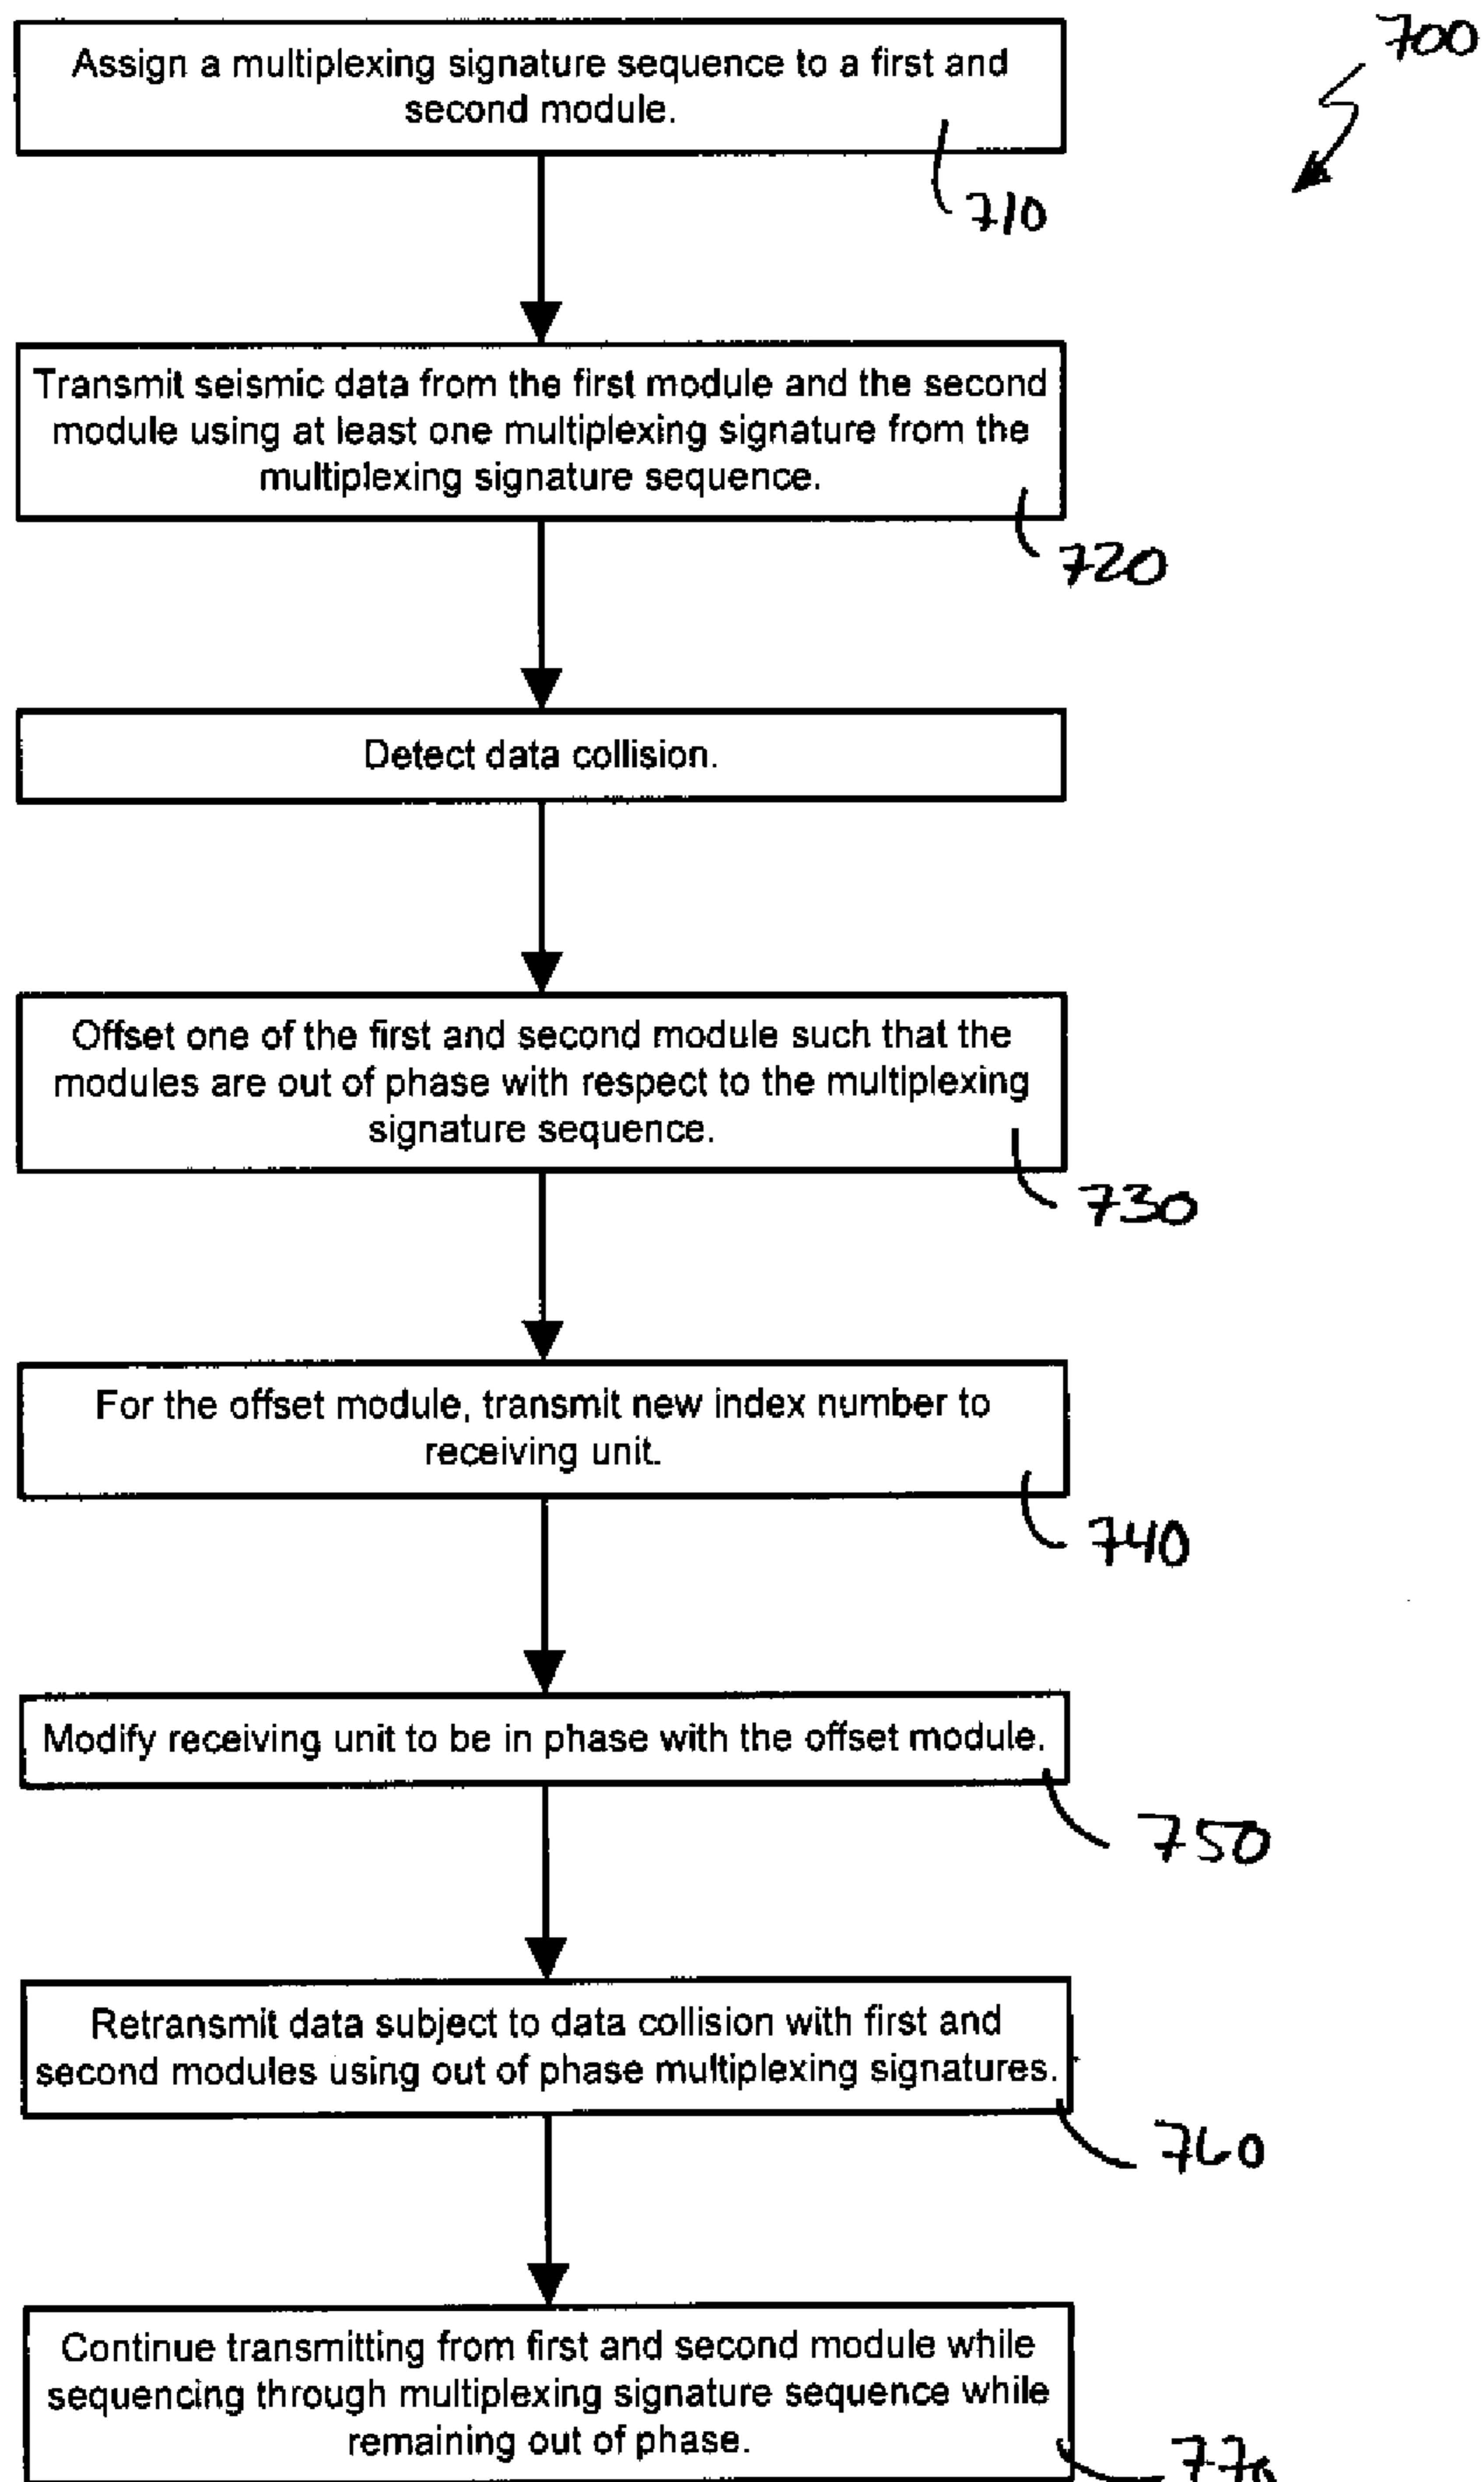 700
Assign a multiplexing signature sequence to a first and
second module.
710
Transmit seismic data from the first module and the second
module using at least one multiplexing signature from the
multiplexing signature sequence.
720
Detect data collision.
Offset one of the first and second module such that the
modules are out of phase with respect to the multiplexing
signature sequence.
730
For the offset module, transmit new index number to
receiving unit.
740
Modify receiving unit to be in phase with the offset module.
750
Retransmit data subject to data collision with first and
second modules using out of phase multiplexing signatures.
760
Continue transmitting from first and second module while
sequencing through multiplexing signature sequence while
remaining out of phase.
770